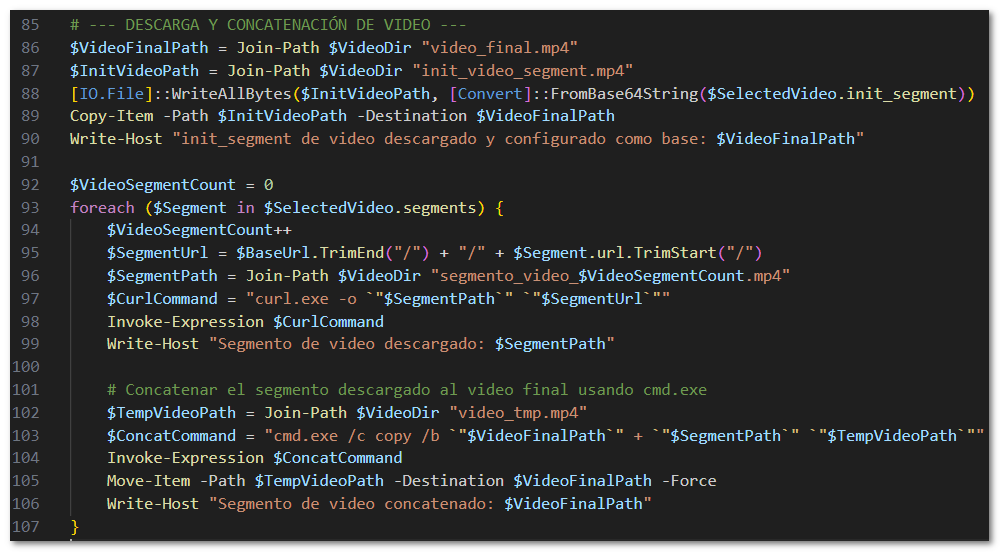 85 # --- DESCARGA Y CONCATENACIÓN DE VIDEO ---
86 $VideoFinalPath = Join-Path $VideoDir "video_final.mp4"
87 $InitVideoPath = Join-Path $VideoDir "init_video_segment.mp4"
88 [IO.File]::WriteAllBytes($InitVideoPath, [Convert]::FromBase64String($SelectedVideo.init_segment))
89 Copy-Item -Path $InitVideoPath -Destination $VideoFinalPath
90 Write-Host "init_segment de video descargado y configurado como base: $VideoFinalPath"
91
92 $VideoSegmentCount = 0
93 foreach ($Segment in $SelectedVideo.segments) {
94     $VideoSegmentCount++
95     $SegmentUrl = $BaseUrl.TrimEnd("/") + "/" + $Segment.url.TrimStart("/")
96     $SegmentPath = Join-Path $VideoDir "segmento_video_$VideoSegmentCount.mp4"
97     $CurlCommand = "curl.exe -o `"$SegmentPath`" `"$SegmentUrl`""
98     Invoke-Expression $CurlCommand
99     Write-Host "Segmento de video descargado: $SegmentPath"
100
101     # Concatenar el segmento descargado al video final usando cmd.exe
102     $TempVideoPath = Join-Path $VideoDir "video_tmp.mp4"
103     $ConcatCommand = "cmd.exe /c copy /b `"$VideoFinalPath`" + `"$SegmentPath`" `"$TempVideoPath`""
104     Invoke-Expression $ConcatCommand
105     Move-Item -Path $TempVideoPath -Destination $VideoFinalPath -Force
106     Write-Host "Segmento de video concatenado: $VideoFinalPath"
107 }